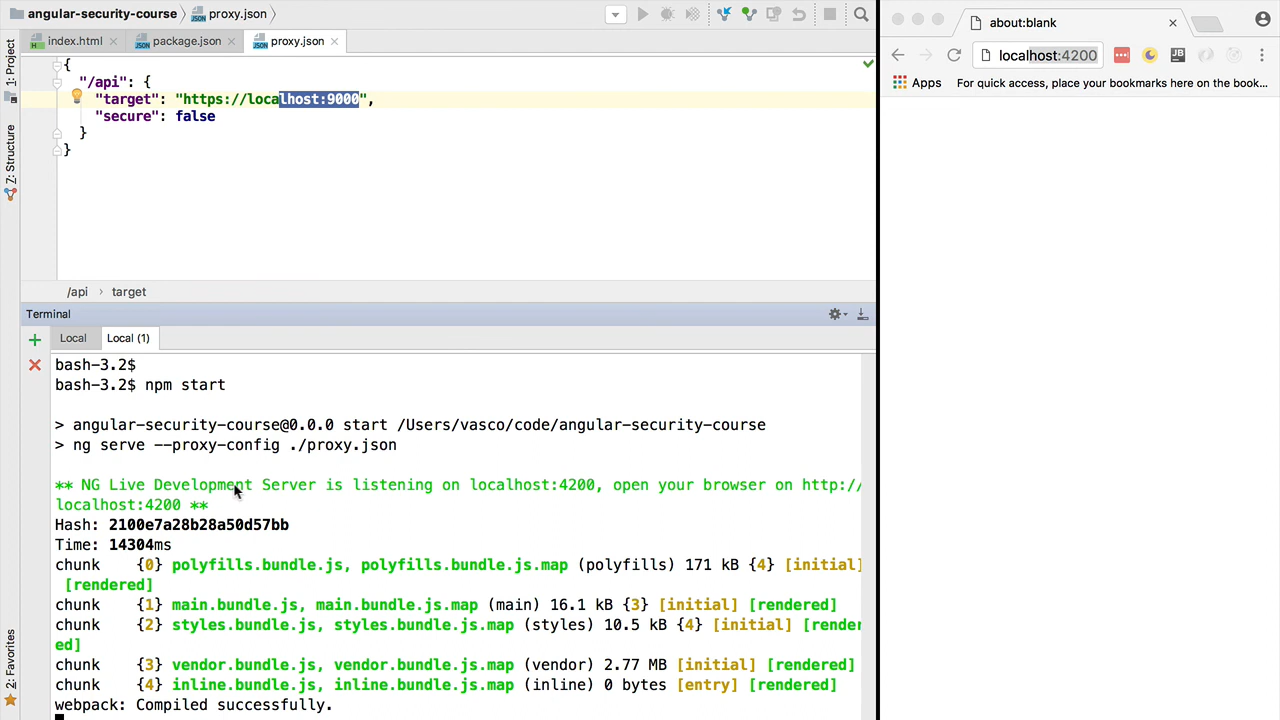 angular-security-course proxy.json
index.html package.json proxy.json
{
"/api": {
"target": "https://localhost:9000",
"secure": false
}
}
/api › target
Terminal
Local Local (1)
bash-3.2$
bash-3.2$ npm start
> angular-security-course@0.0.0 start /Users/vasco/code/angular-security-course
> ng serve --proxy-config ./proxy.json
** NG Live Development Server is listening on localhost:4200, open your browser on http://
localhost:4200 **
Hash: 2100e7a28b28a50d57bb
Time: 14304ms
chunk {0} polyfills.bundle.js, polyfills.bundle.js.map (polyfills) 171 kB {4} [initial]
[rendered]
chunk {1} main.bundle.js, main.bundle.js.map (main) 16.1 kB {3} [initial] [rendered]
chunk {2} styles.bundle.js, styles.bundle.js.map (styles) 10.5 kB {4} [initial] [render
ed]
chunk {3} vendor.bundle.js, vendor.bundle.js.map (vendor) 2.77 MB [initial] [rendered]
chunk {4} inline.bundle.js, inline.bundle.js.map (inline) 0 bytes [entry] [rendered]
webpack: Compiled successfully.
1: Project
Z: Structure
2: Favorites
about:blank
localhost:4200
Apps For quick access, place your bookmarks here on the book...